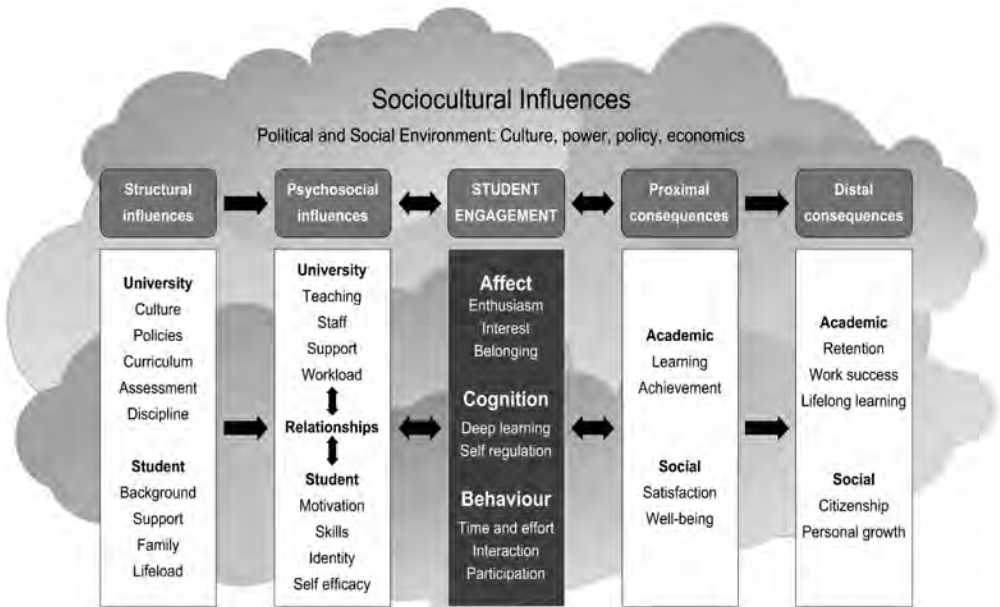 Sociocultural Influences
Political and Social Environment: Culture, power, policy, economics
Structural
influences
Psychosocial
influences
STUDENT
ENGAGEMENT
Proximal
consequences
Distal
consequences
University
Culture
Policies
Curriculum
Assessment
Discipline
Student
Background
Support
Family
Lifeload
University
Teaching
Staff
Support
Workload
Relationships
Student
Motivation
Skills
Identity
Self efficacy
Affect
Enthusiasm
Interest
Belonging
Cognition
Deep learning
Self regulation
Behaviour
Time and effort
Interaction
Participation
Academic
Learning
Achievement
Social
Satisfaction
Well-being
Academic
Retention
Work success
Lifelong learning
Social
Citizenship
Personal growth